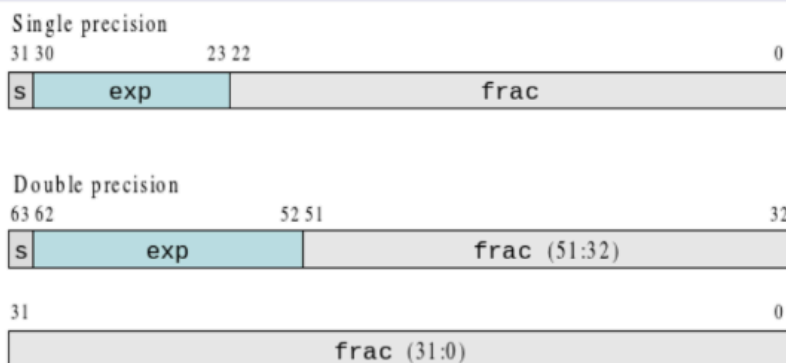 Single precision
31 30 23 22 0
s exp frac
Double precision
63 62 52 51 32
s exp frac (51:32)
31 0
frac (31:0)